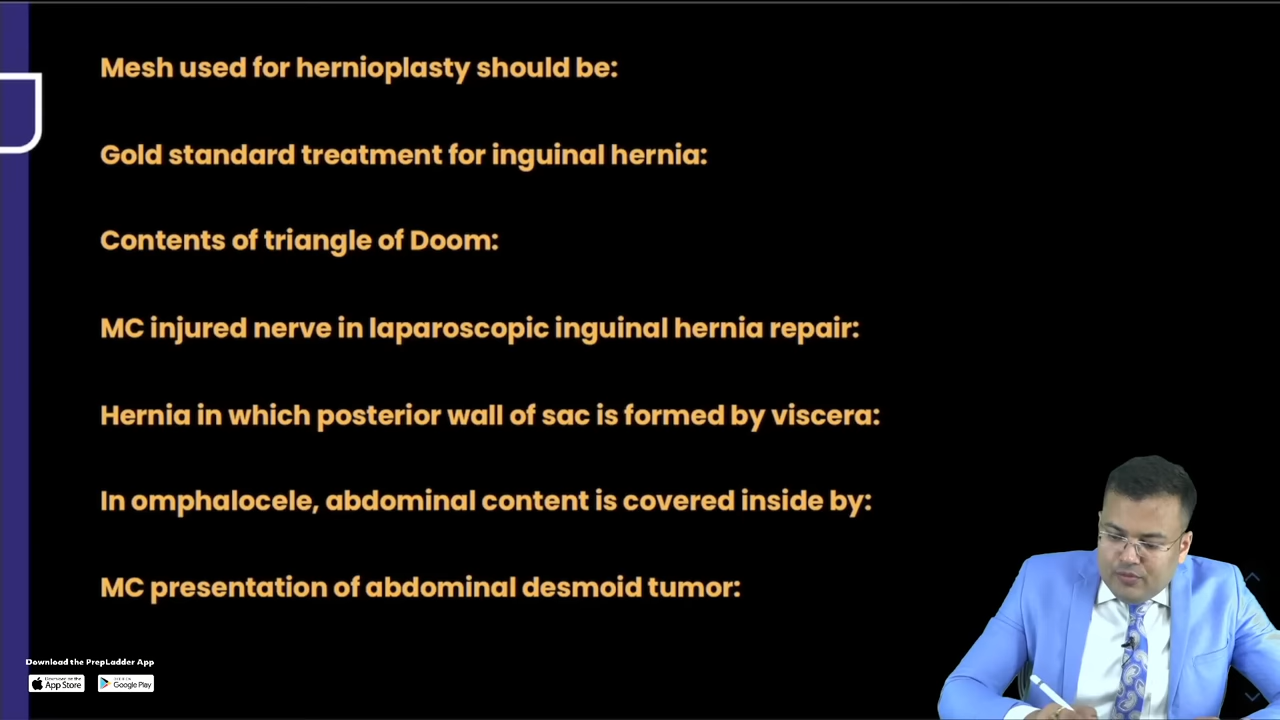 Mesh used for hernioplasty should be:
Gold standard treatment for inguinal hernia:
Contents of triangle of Doom:
MC injured nerve in laparoscopic inguinal hernia repair:
Hernia in which posterior wall of sac is formed by viscera:
In omphalocele, abdominal content is covered inside by:
MC presentation of abdominal desmoid tumor:
Download the PrepLadder App
App Store
Google Play